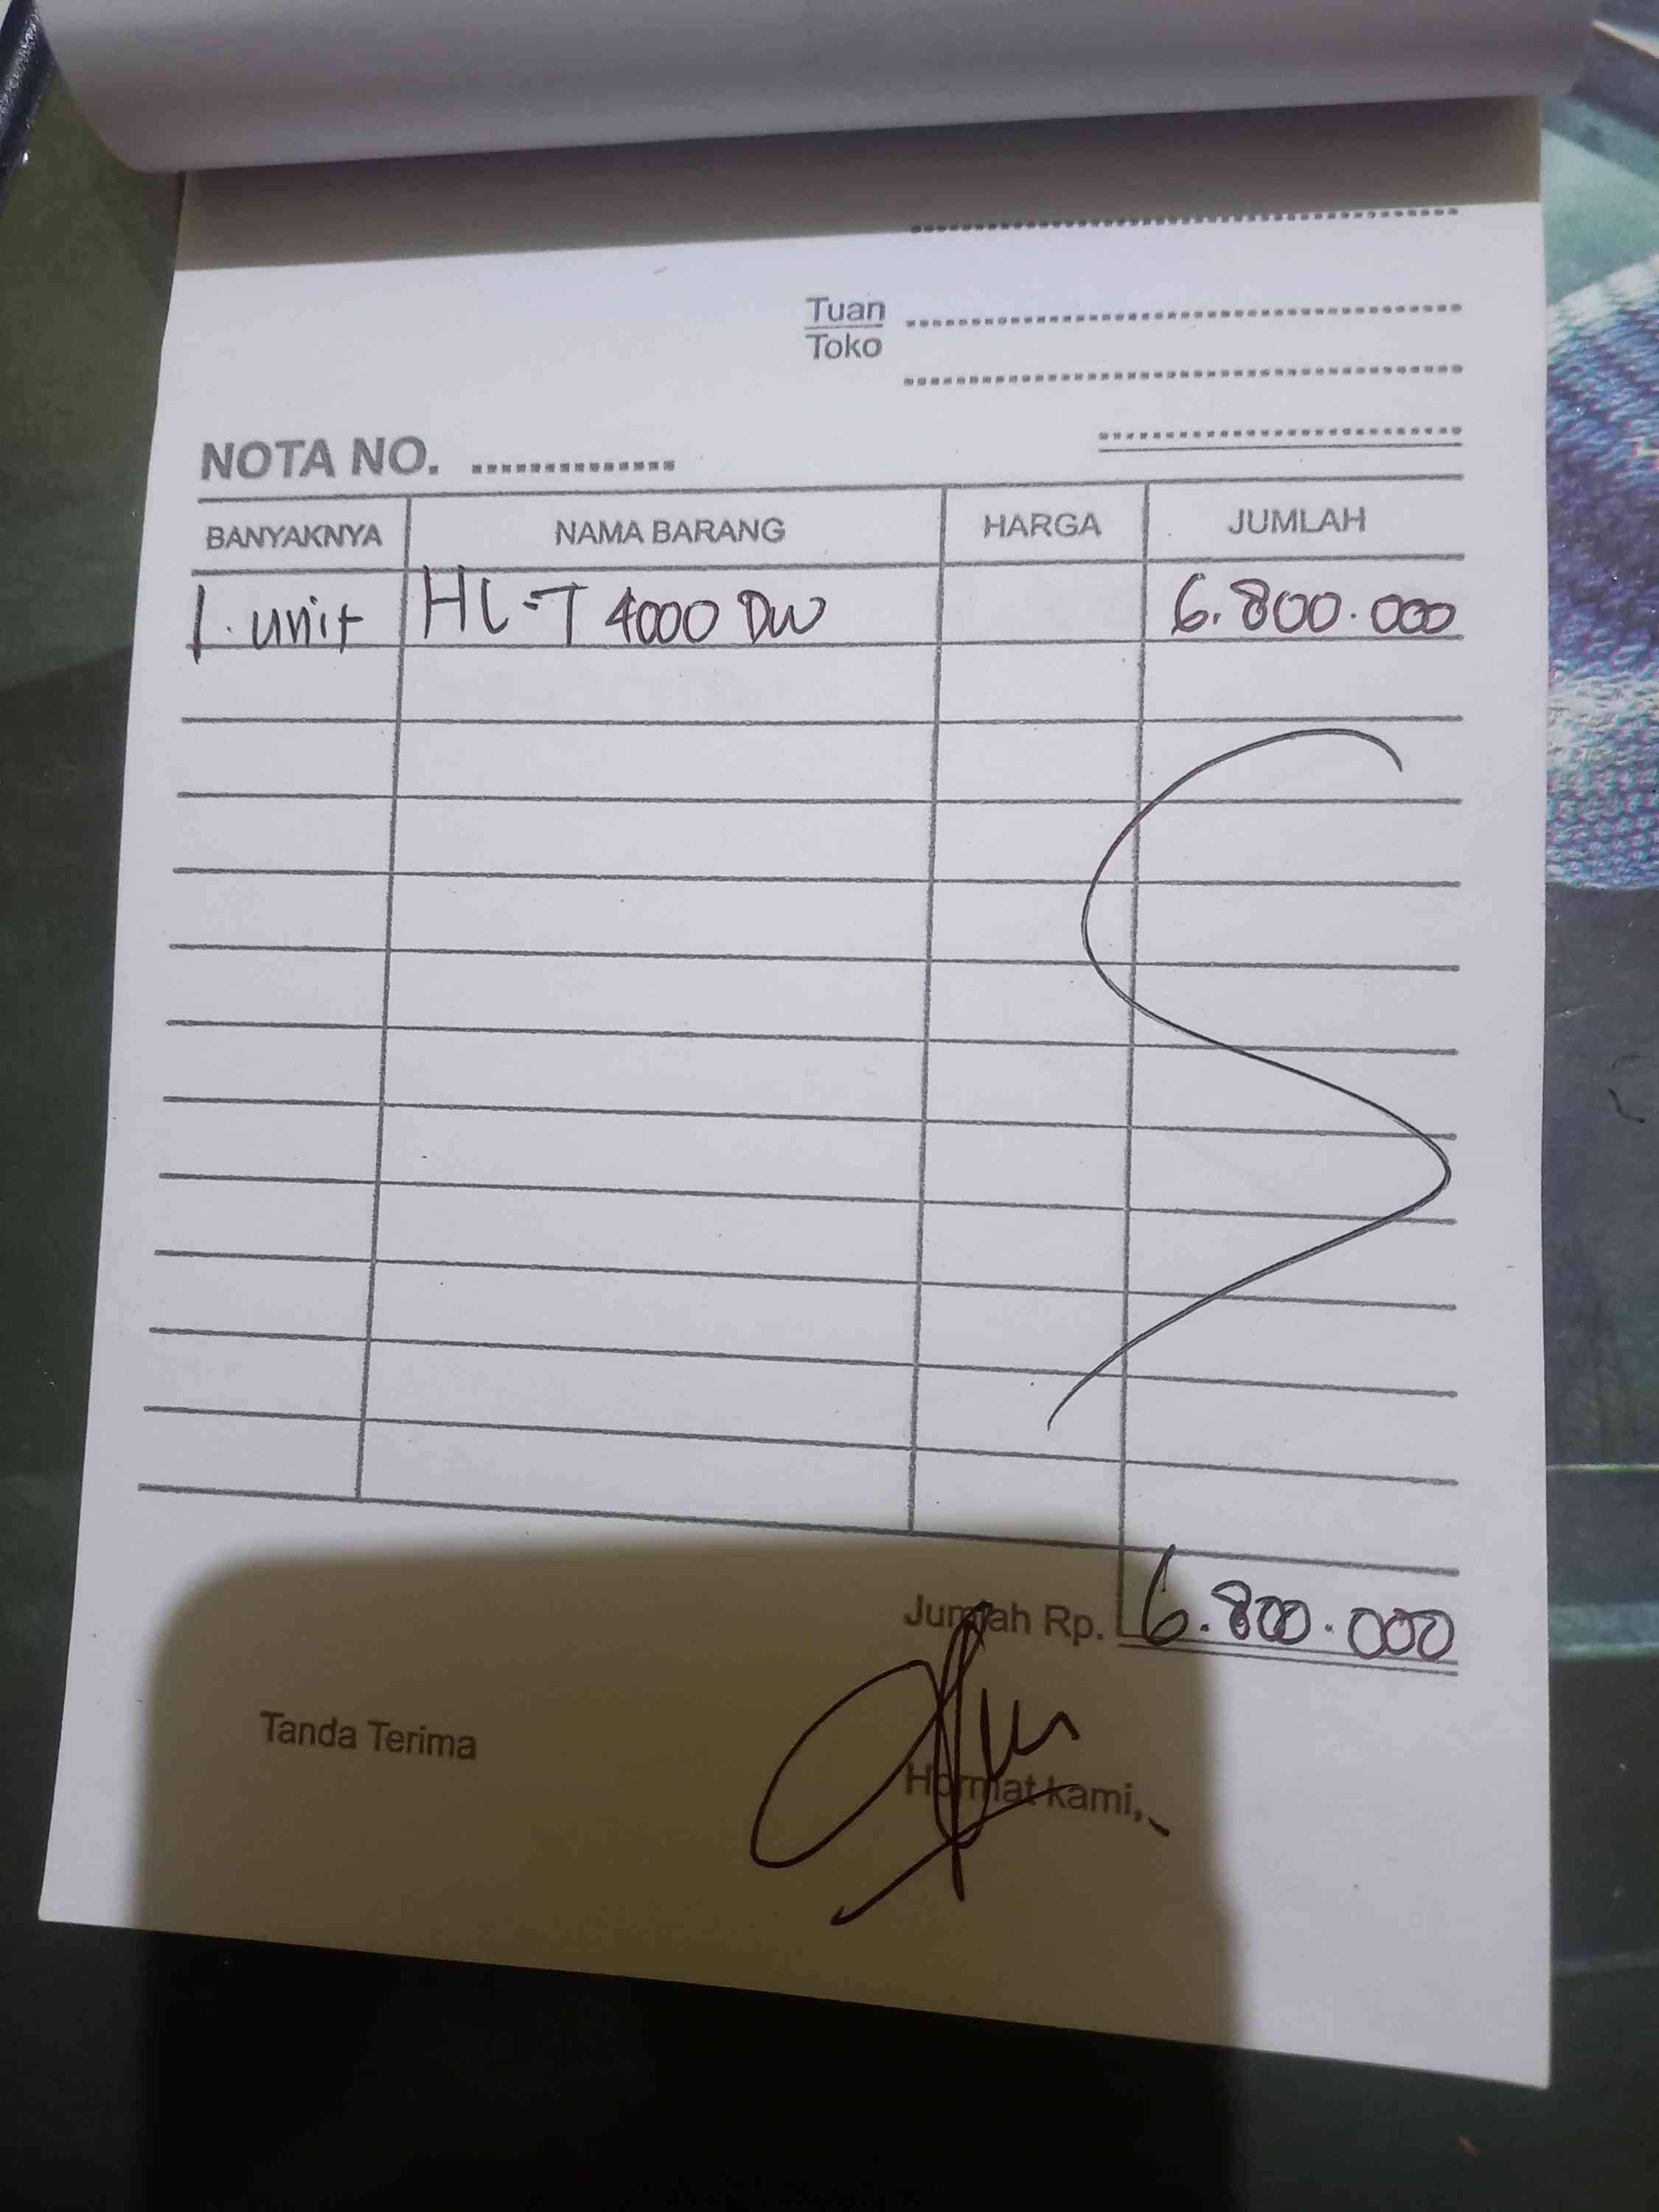 Tuan
Toko
NOTA NO. ..............
BANYAKNYA NAMA BARANG HARGA JUMLAH
1. unit HL-T 4000 DW 6.800.000
Jumlah Rp. 6.800.000
Tanda Terima
Hormat kami,